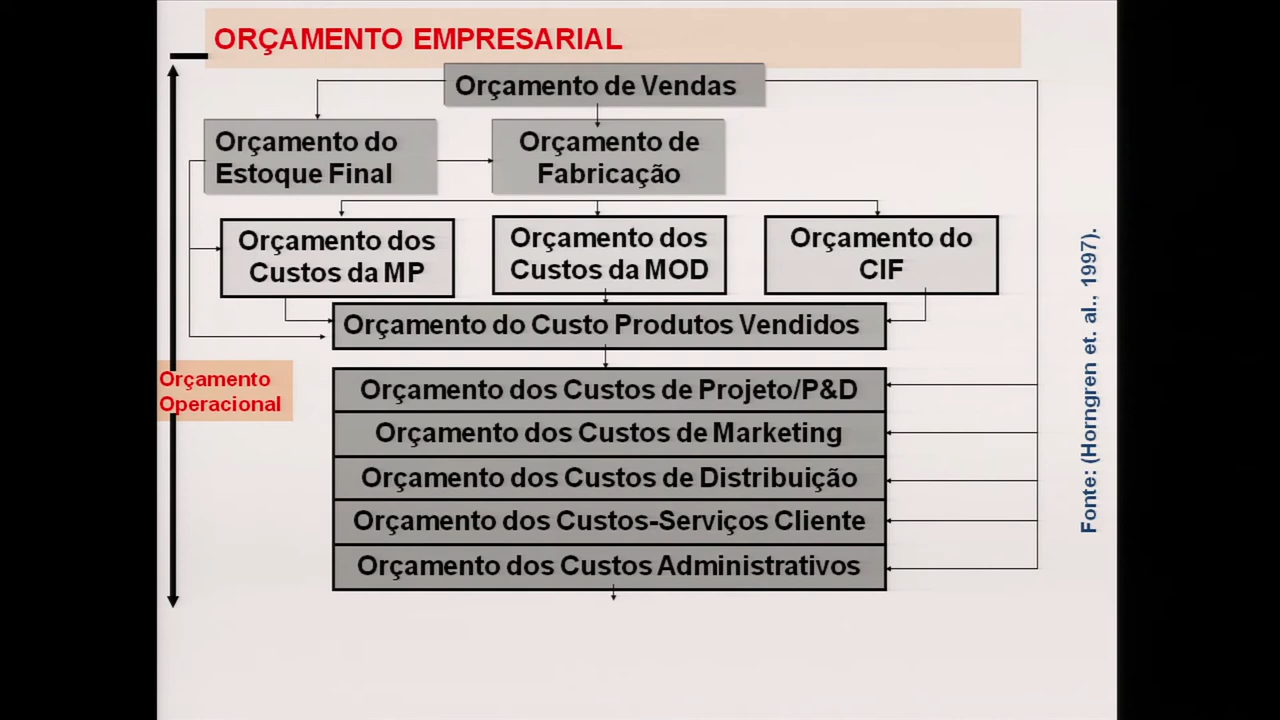 ORÇAMENTO EMPRESARIAL
Orçamento de Vendas
Orçamento do
Estoque Final
Orçamento de
Fabricação
Orçamento dos
Custos da MP
Orçamento dos
Custos da MOD
Orçamento do
CIF
Orçamento do Custo Produtos Vendidos
Orçamento
Operacional
Orçamento dos Custos de Projeto/P&D
Orçamento dos Custos de Marketing
Orçamento dos Custos de Distribuição
Orçamento dos Custos-Serviços Cliente
Orçamento dos Custos Administrativos
Fonte: (Horngren et. al., 1997).